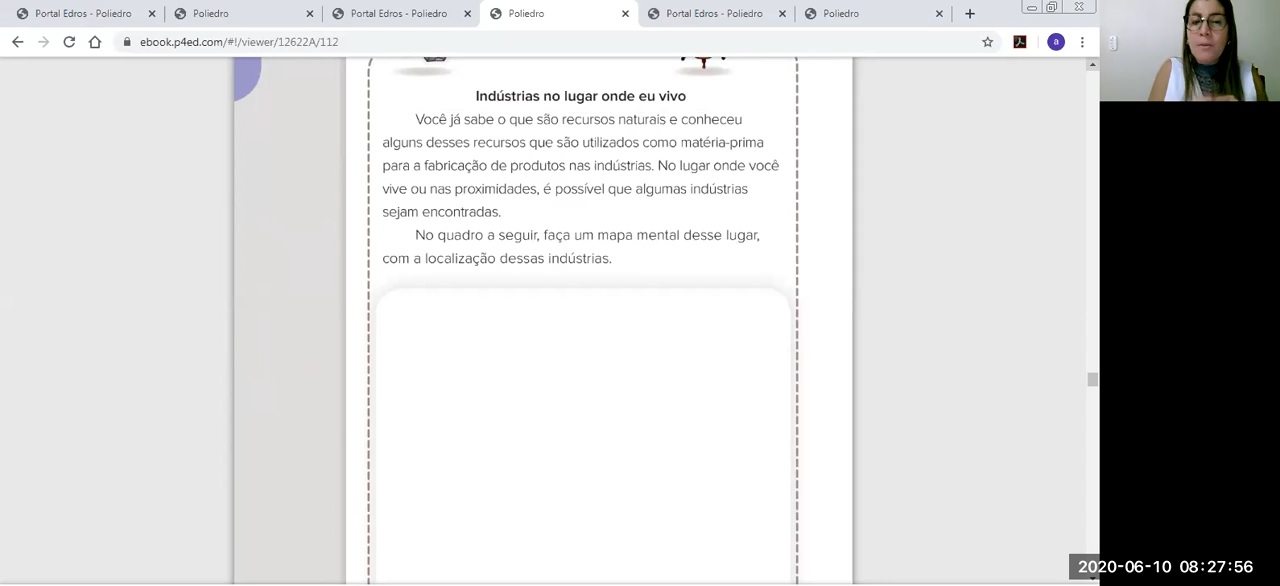 Portal Edros - Poliedro
Poliedro
Portal Edros - Poliedro
Poliedro
Portal Edros - Poliedro
Poliedro
ebook.p4ed.com/#!/viewer/12622A/112
a
Indústrias no lugar onde eu vivo
Você já sabe o que são recursos naturais e conheceu
alguns desses recursos que são utilizados como matéria-prima
para a fabricação de produtos nas indústrias. No lugar onde você
vive ou nas proximidades, é possível que algumas indústrias
sejam encontradas.
No quadro a seguir, faça um mapa mental desse lugar,
com a localização dessas indústrias.
2020-06-10 08:27:56